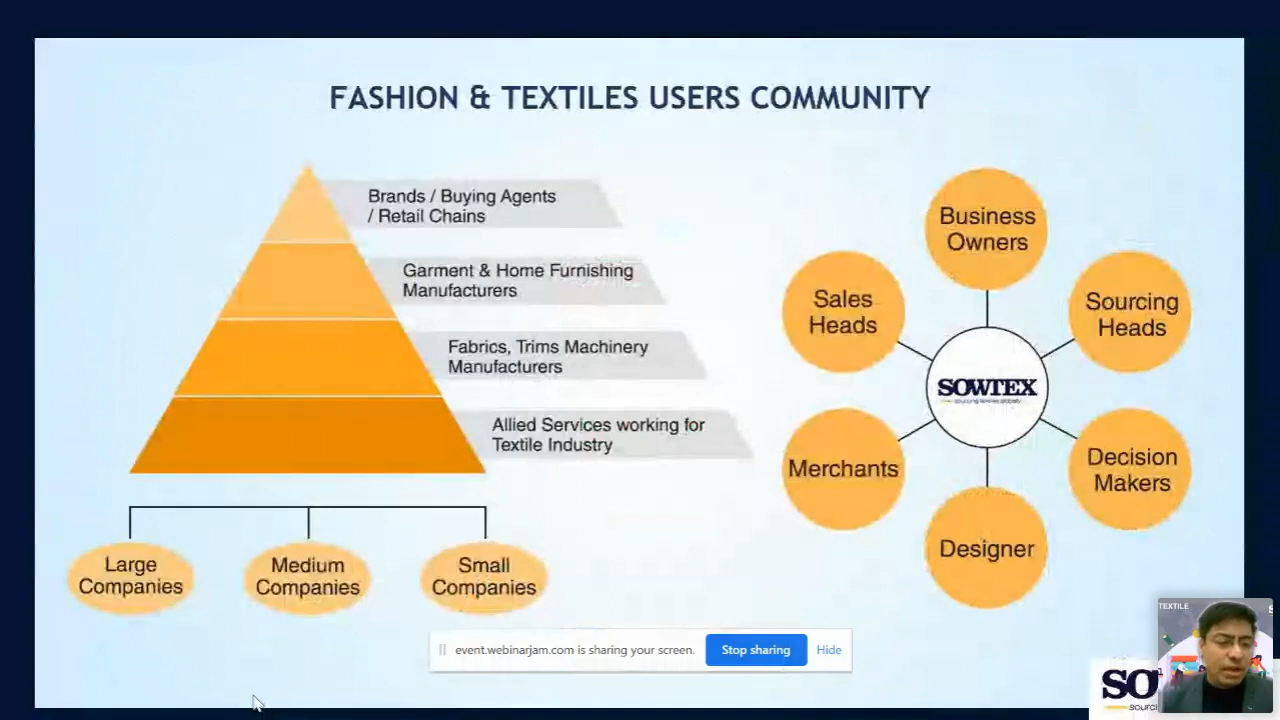 FASHION & TEXTILES USERS COMMUNITY
Brands / Buying Agents
/ Retail Chains
Garment & Home Furnishing
Manufacturers
Fabrics, Trims Machinery
Manufacturers
Allied Services working for
Textile Industry
Large
Companies
Medium
Companies
Small
Companies
Business
Owners
Sales
Heads
Sourcing
Heads
SOWTEX
Merchants
Decision
Makers
Designer
event.webinarjam.com is sharing your screen.
Stop sharing
Hide
TEXTILE
SO
sourci